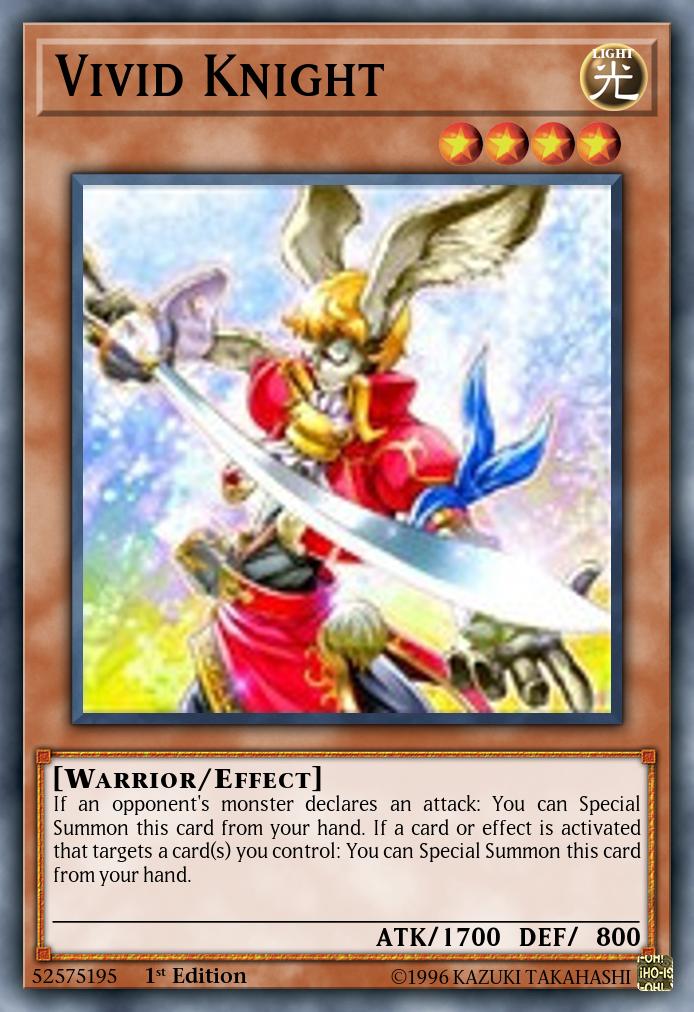 Vivid Knight
LIGHT
光
[Warrior/Effect]
If an opponent's monster declares an attack: You can Special
Summon this card from your hand. If a card or effect is activated
that targets a card(s) you control: You can Special Summon this card
from your hand.
ATK/1700 DEF/ 800
52575195 1st Edition ©1996 KAZUKI TAKAHASHI